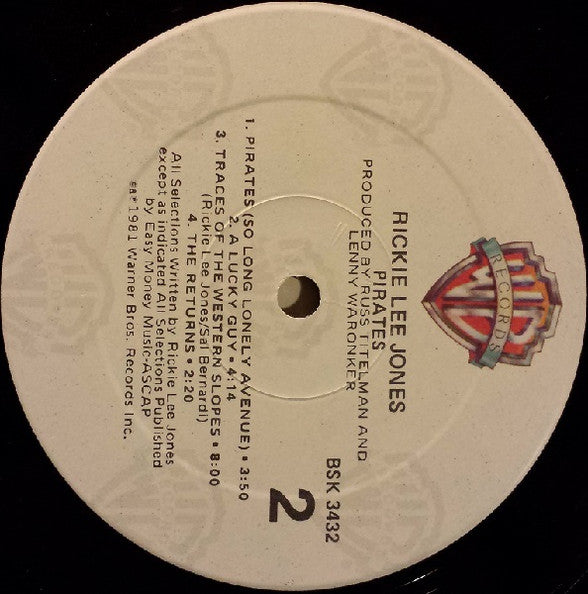 RECORDS
RICKIE LEE JONES
PIRATES
PRODUCED BY RUSS TITELMAN AND
LENNY WARONKER
BSK 3432
2
1. PIRATES (SO LONG LONELY AVENUE) • 3:50
2. A LUCKY GUY • 4:14
3. TRACES OF THE WESTERN SLOPES • 8:00
(Rickie Lee Jones/Sal Bernardi)
4. THE RETURNS • 2:20
All Selections Written by Rickie Lee Jones
except as indicated All Selections Published
by Easy Money Music-ASCAP
1981 Warner Bros. Records Inc.